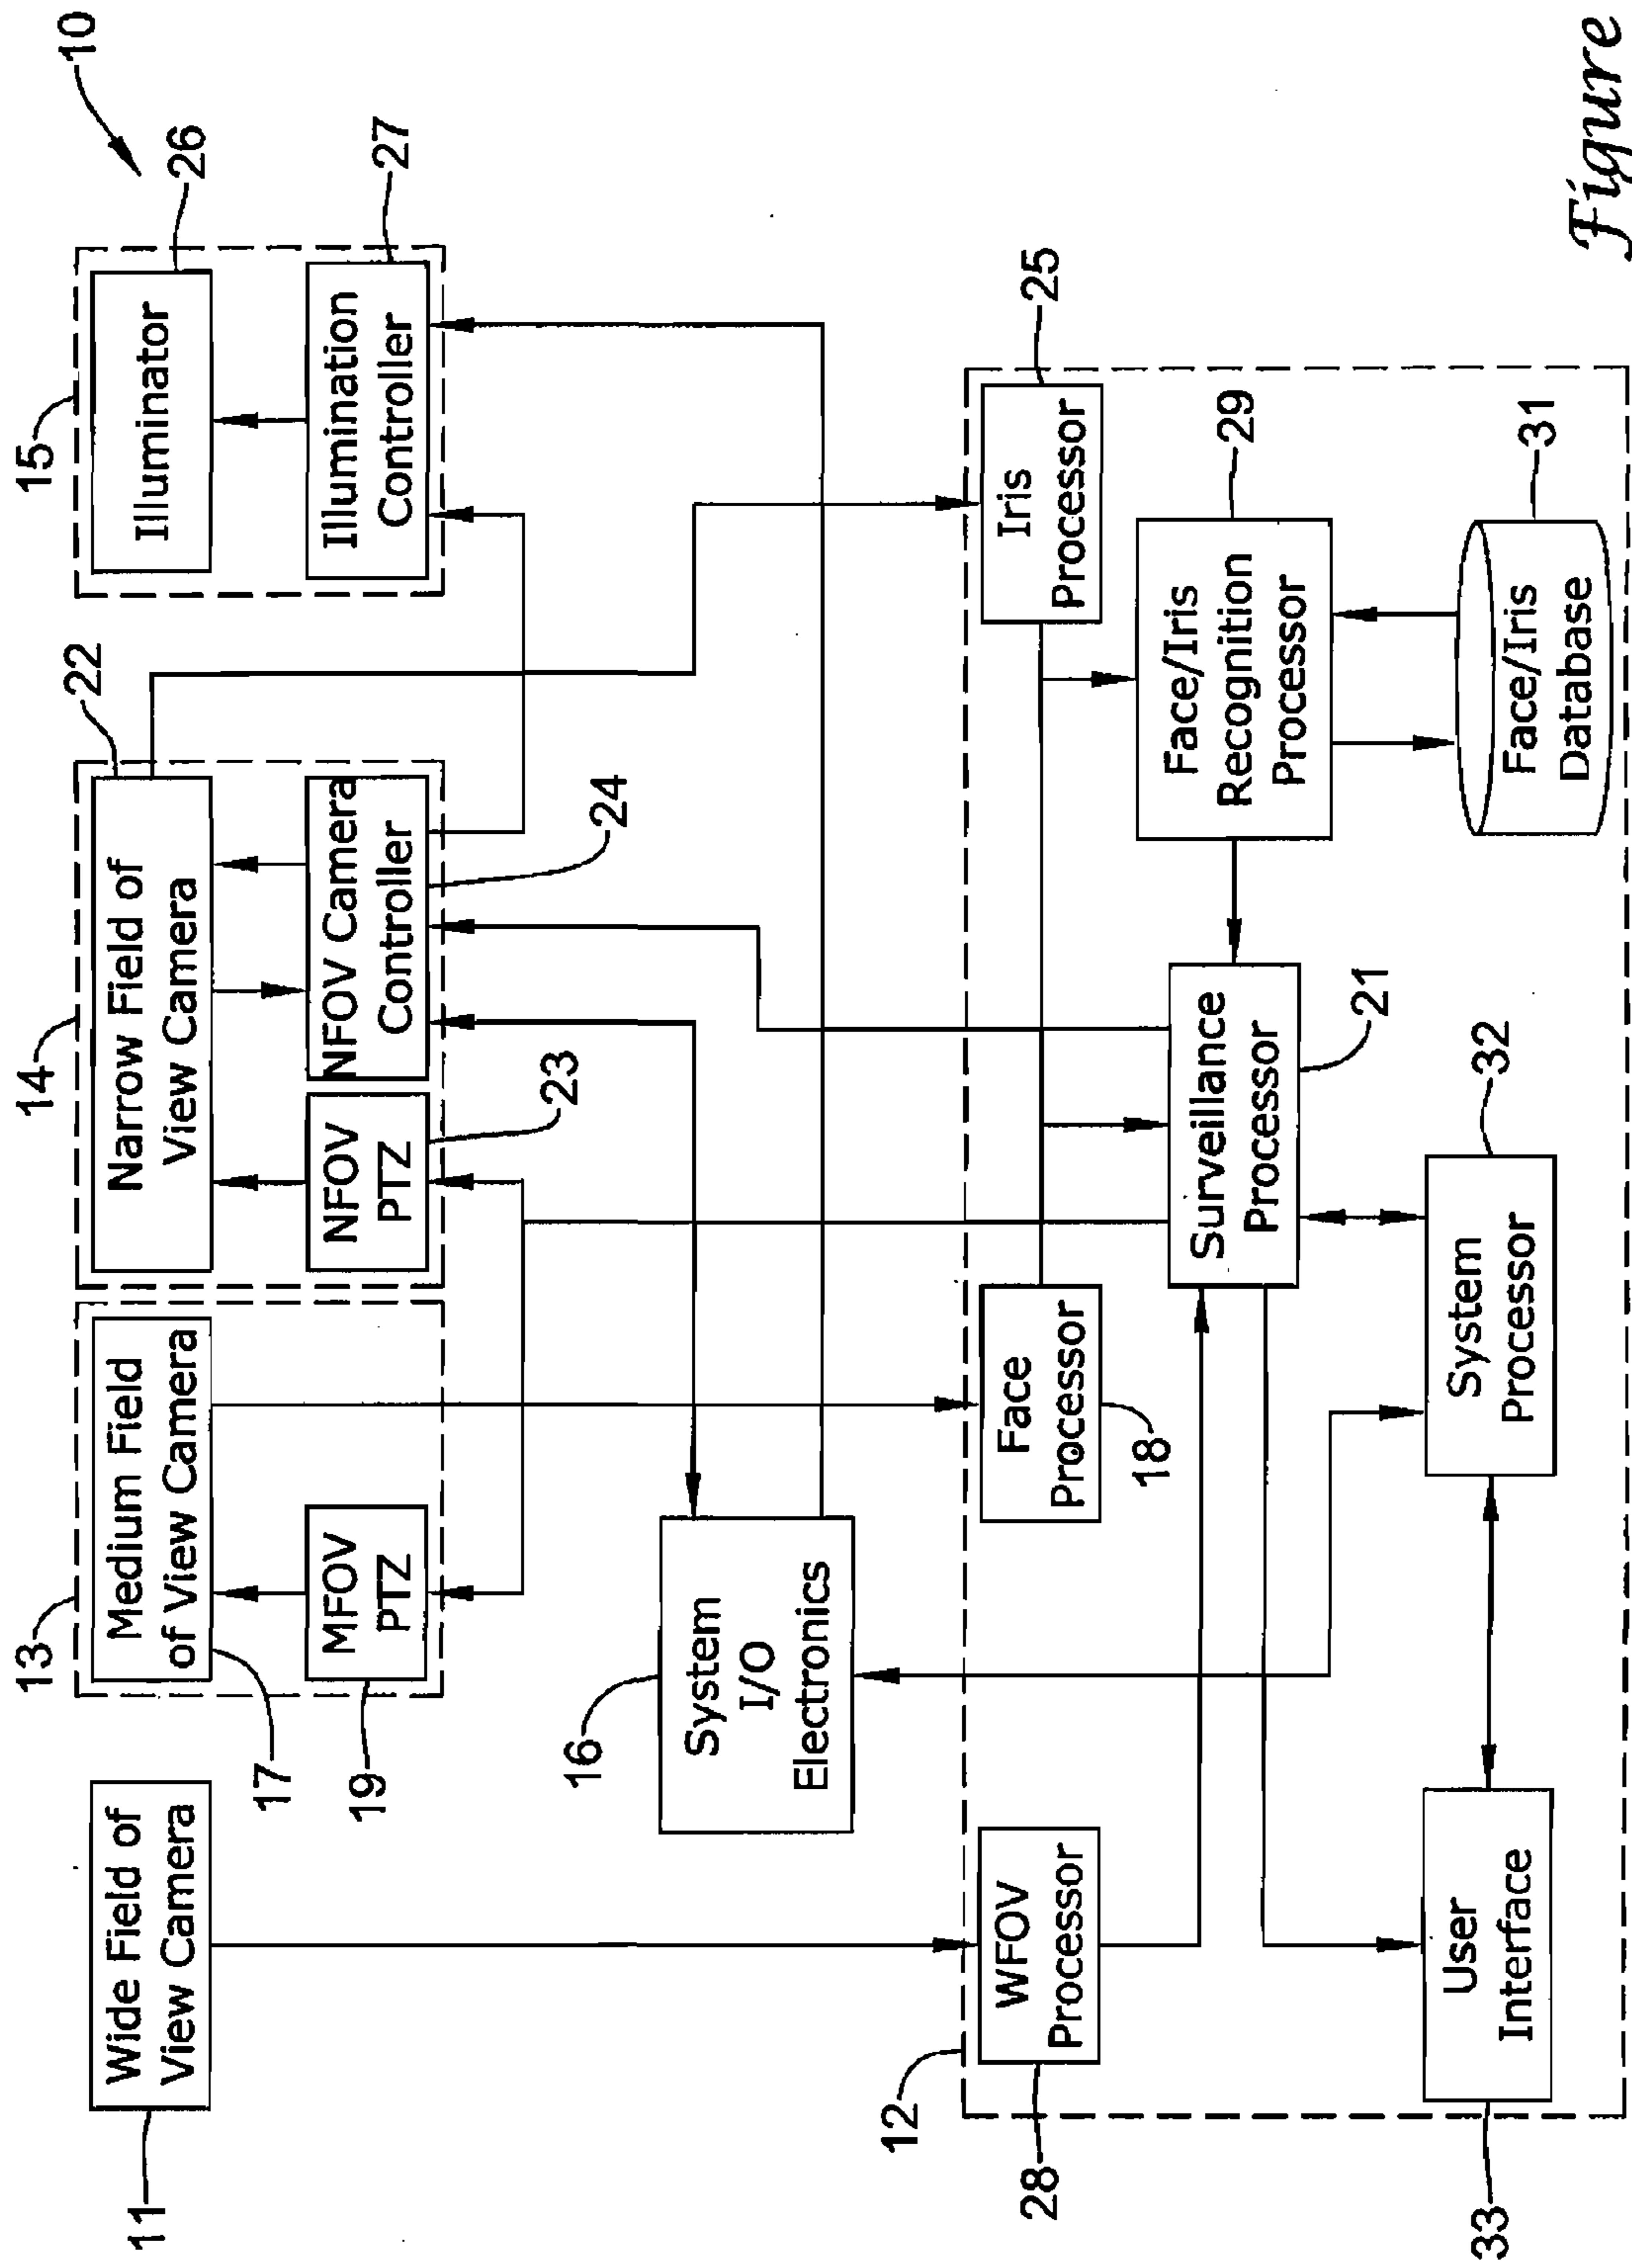 10
11
Wide Field of
View Camera
13
Medium Field
of View Camera
17
MFOV
PTZ
19
14
Narrow Field of
View Camera
22
NFOV
PTZ
23
NFOV Camera
Controller
24
15
Illuminator
26
Illumination
Controller
27
16
System
I/O
Electronics
12
WFOV
Processor
28
Face
Processor
18
Iris
Processor
25
Surveillance
Processor
21
Face/Iris
Recognition
Processor
29
User
Interface
33
System
Processor
32
Face/Iris
Database
31
Figure